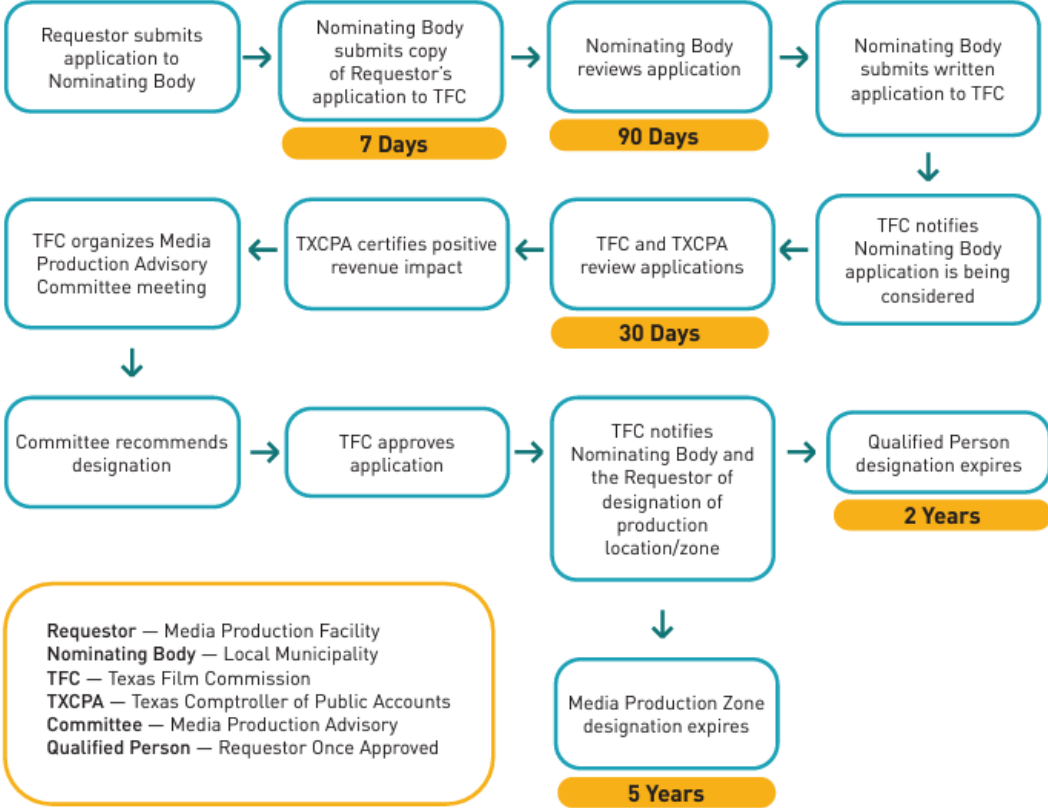 Requestor submits
application to
Nominating Body
Nominating Body
submits copy
of Requestor's
application to TFC
7 Days
Nominating Body
reviews application
90 Days
Nominating Body
submits written
application to TFC
TFC notifies
Nominating Body
application is being
considered
TFC and TXCPA
review applications
30 Days
TXCPA certifies positive
revenue impact
TFC organizes Media
Production Advisory
Committee meeting
Committee recommends
designation
TFC approves
application
TFC notifies
Nominating Body and
the Requestor of
designation of
production
location/zone
Qualified Person
designation expires
2 Years
Media Production Zone
designation expires
5 Years
Requestor — Media Production Facility
Nominating Body — Local Municipality
TFC — Texas Film Commission
TXCPA — Texas Comptroller of Public Accounts
Committee — Media Production Advisory
Qualified Person — Requestor Once Approved